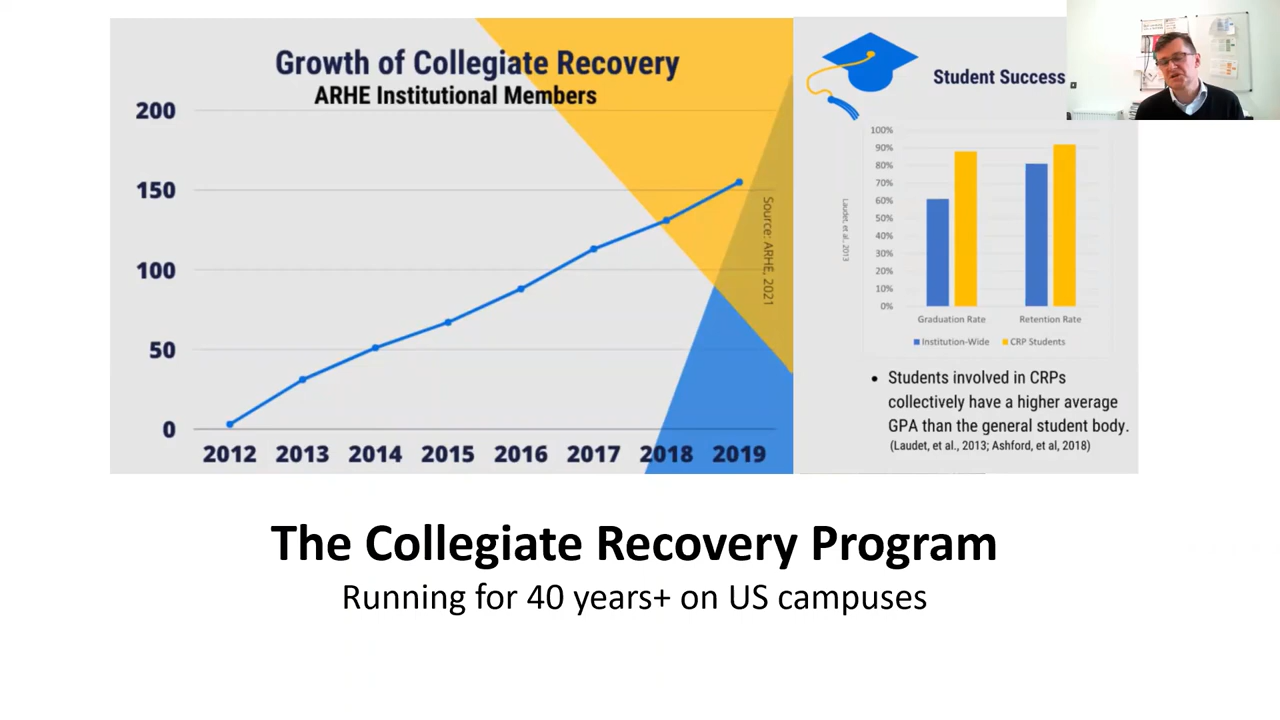 Growth of Collegiate Recovery
ARHE Institutional Members
200
150
100
50
0
2012 2013 2014 2015 2016 2017 2018 2019
Source: ARHE, 2021
Student Success
100%
90%
80%
70%
60%
50%
40%
30%
20%
10%
0%
Laudet, et al., 2013
Graduation Rate Retention Rate
Institution-Wide CRP Students
• Students involved in CRPs
collectively have a higher average
GPA than the general student body.
(Laudet, et al., 2013; Ashford, et al, 2018)
The Collegiate Recovery Program
Running for 40 years+ on US campuses